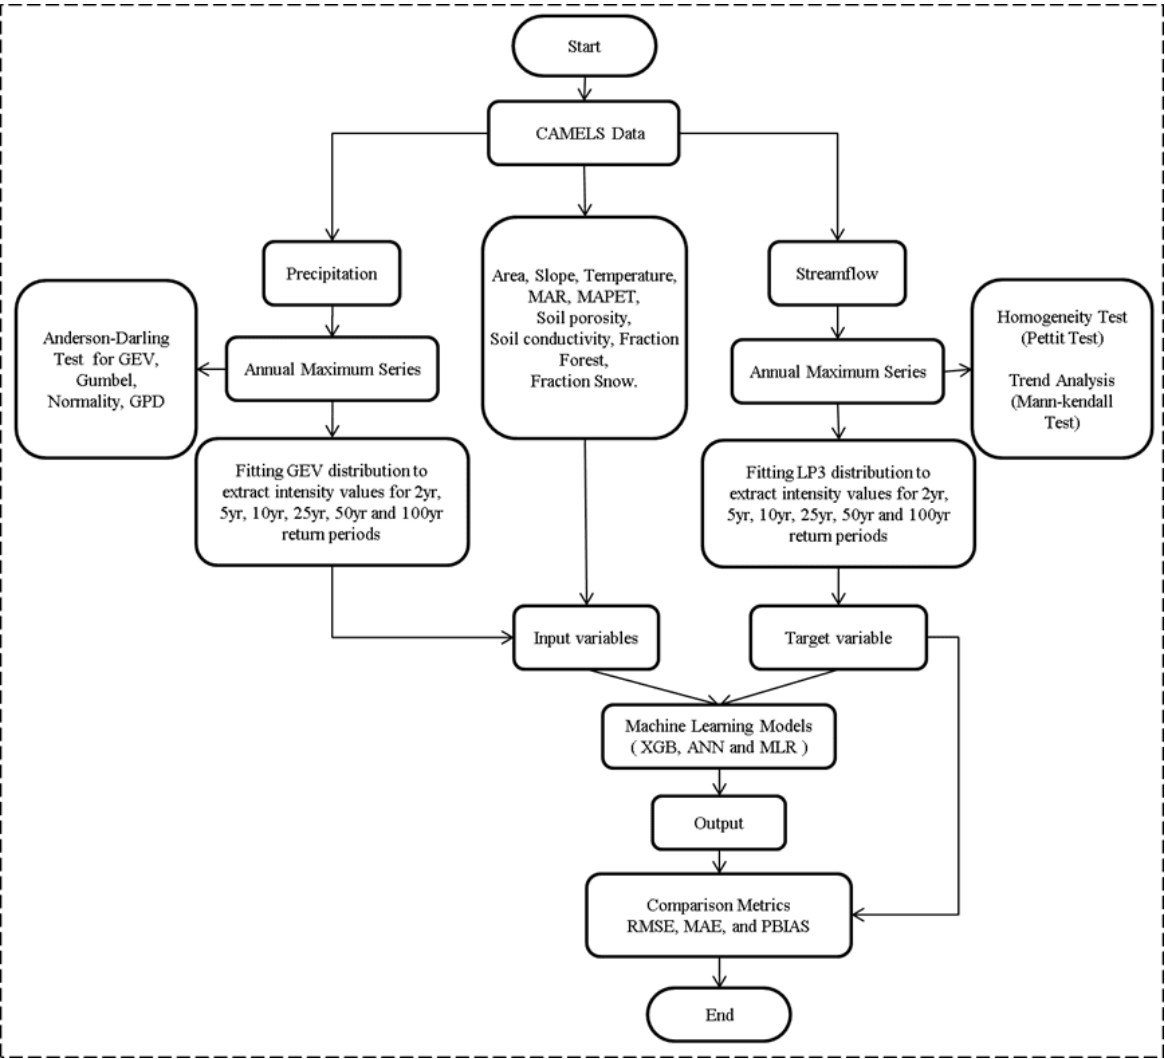 Start
CAMELS Data
Precipitation
Area, Slope, Temperature,
MAR, MAPET,
Soil porosity,
Soil conductivity, Fraction
Forest,
Fraction Snow.
Streamflow
Anderson-Darling
Test for GEV,
Gumbel,
Normality, GPD
Annual Maximum Series
Annual Maximum Series
Homogeneity Test
(Pettit Test)
Trend Analysis
(Mann-kendall
Test)
Fitting GEV distribution to
extract intensity values for 2yr,
5yr, 10yr, 25yr, 50yr and 100yr
return periods
Fitting LP3 distribution to
extract intensity values for 2yr,
5yr, 10yr, 25yr, 50yr and 100yr
return periods
Input variables
Target variable
Machine Learning Models
( XGB, ANN and MLR )
Output
Comparison Metrics
RMSE, MAE, and PBIAS
End